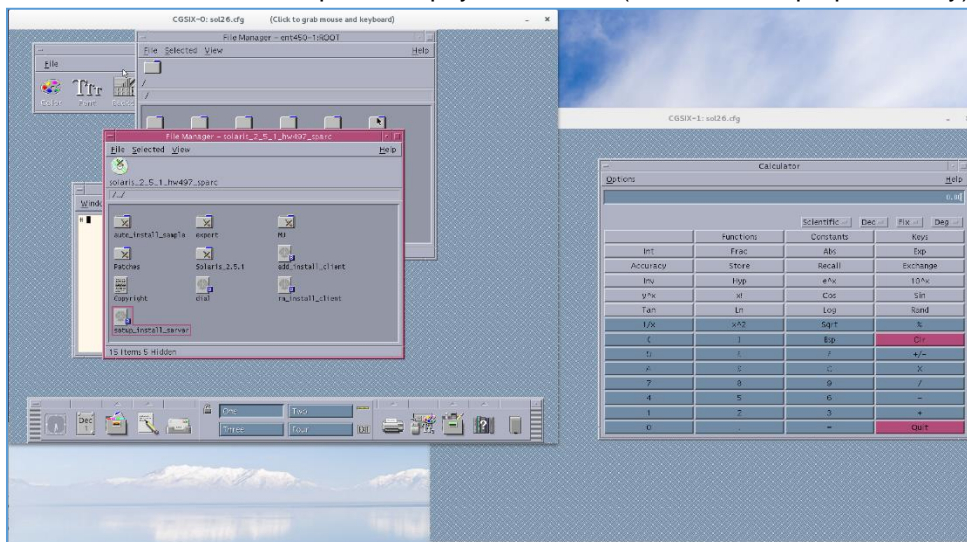 CGSIX-0: sol26.cfg (Click to grab mouse and keyboard)
File Manager - ent450-1:ROOT
File Selected View Help
/
/
File
Color Font
File Manager - solaris_2_5_1_hw497_sparc
File Selected View Help
solaris_2_5_1_hw497_sparc
/../
auto_install_sample export
Patches Solaris_2.5.1 add_install_client
Copyright dial rm_install_client
setup_install_server
15 Items 5 Hidden
# 
Dec
One Two
Three Four
CGSIX-1: sol26.cfg
Calculator
Options Help
0.00
Scientific Dec Fix Deg
Functions Constants Keys
Int Frac Abs Exp
Accuracy Store Recall Exchange
Inv Hyp e^x 10^x
y^x x! Cos Sin
Tan Ln Log Rand
1/x x^2 Sqrt %
( ) Bsp Clr
D E F +/-
A B C X
7 8 9 /
4 5 6 -
1 2 3 +
0 . = Quit